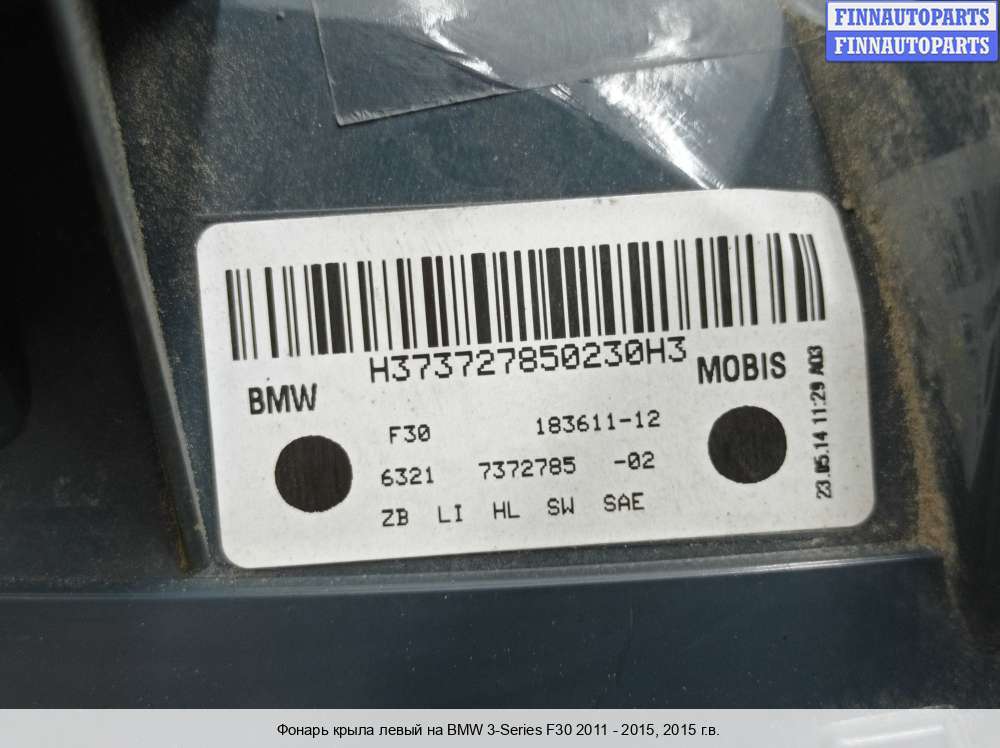 FINNAUTOPARTS
FINNAUTOPARTS
H373727850230H3
BMW
MOBIS
F30 183611-12
6321 7372785 -02
ZB LI HL SW SAE
23.05.14 11:29 A03
Фонарь крыла левый на BMW 3-Series F30 2011 - 2015, 2015 г.в.